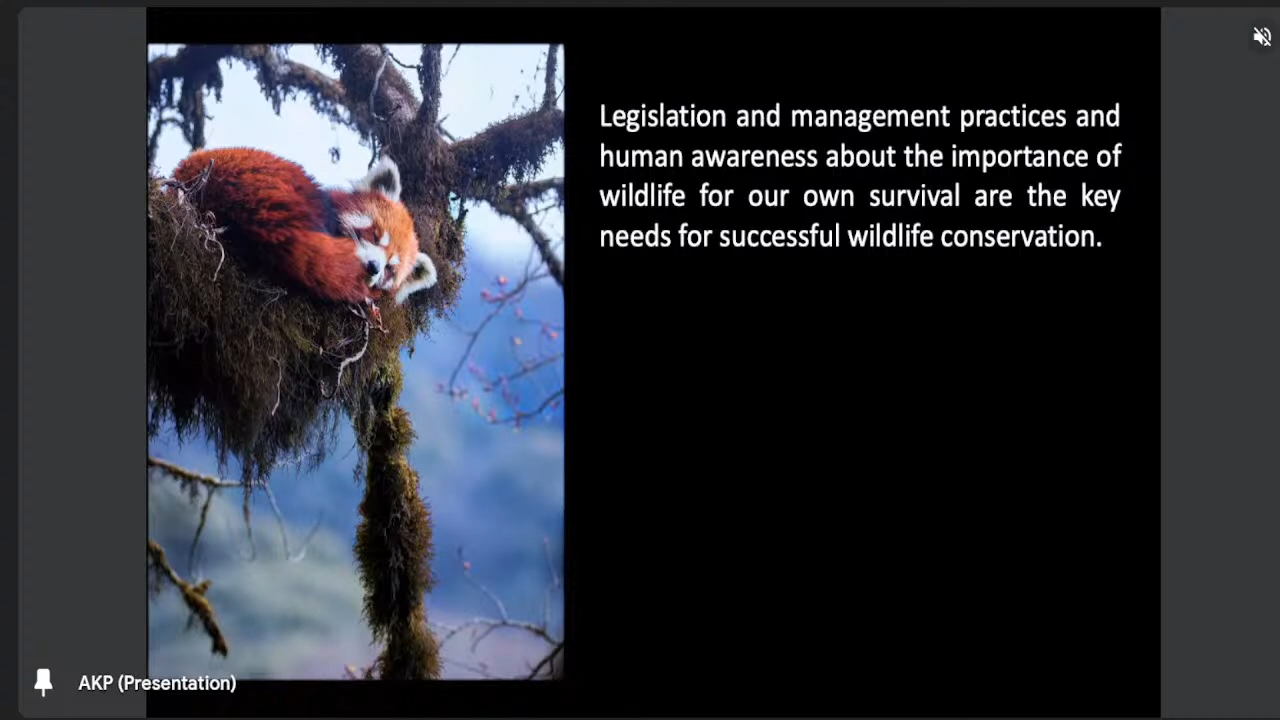 Legislation and management practices and
human awareness about the importance of
wildlife for our own survival are the key
needs for successful wildlife conservation.
AKP (Presentation)